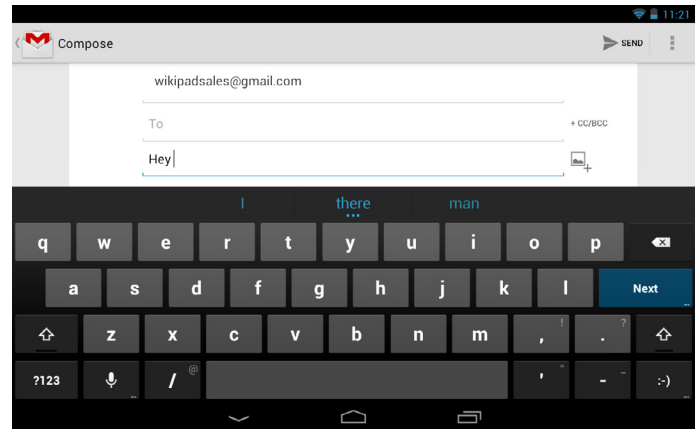 11:21
Compose SEND
wikipadsales@gmail.com
To + CC/BCC
Hey
I there man
q w e r t y u i o p
a s d f g h j k l Next
! ?
z x c v b n m , .
@ " _
?123 / ' - :-)